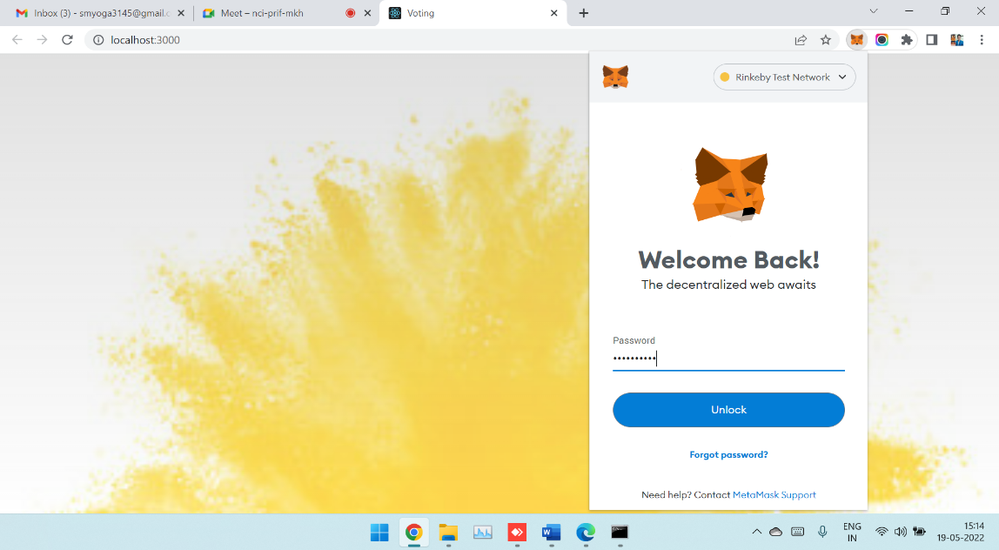 Inbox (3) - smyoga3145@gmail.c
Meet – nci-prif-mkh
Voting
localhost:3000
Rinkeby Test Network
Welcome Back!
The decentralized web awaits
Password
••••••••••
Unlock
Forgot password?
Need help? Contact MetaMask Support
ENG
IN
15:14
19-05-2022